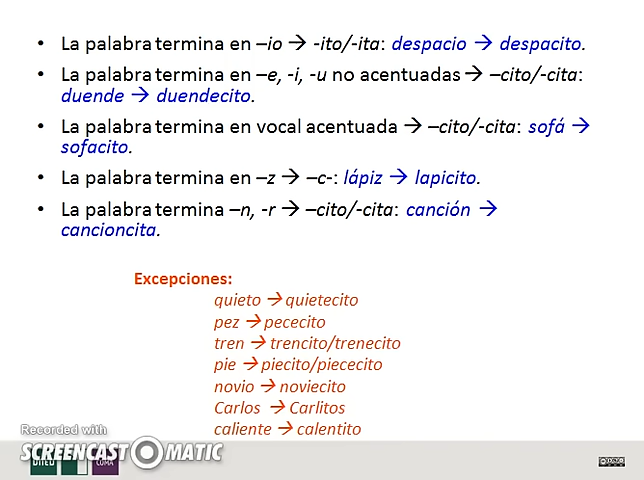 • La palabra termina en –io → -ito/-ita: despacio → despacito.
• La palabra termina en –e, -i, -u no acentuadas → –cito/-cita:
duende → duendecito.
• La palabra termina en vocal acentuada → –cito/-cita: sofá →
sofacito.
• La palabra termina en –z → –c-: lápiz → lapicito.
• La palabra termina –n, -r → –cito/-cita: canción →
cancioncita.
Excepciones:
quieto → quietecito
pez → pececito
tren → trencito/trenecito
pie → piecito/piececito
novio → noviecito
Carlos → Carlitos
caliente → calentito
Recorded with
SCREENCAST O MATIC